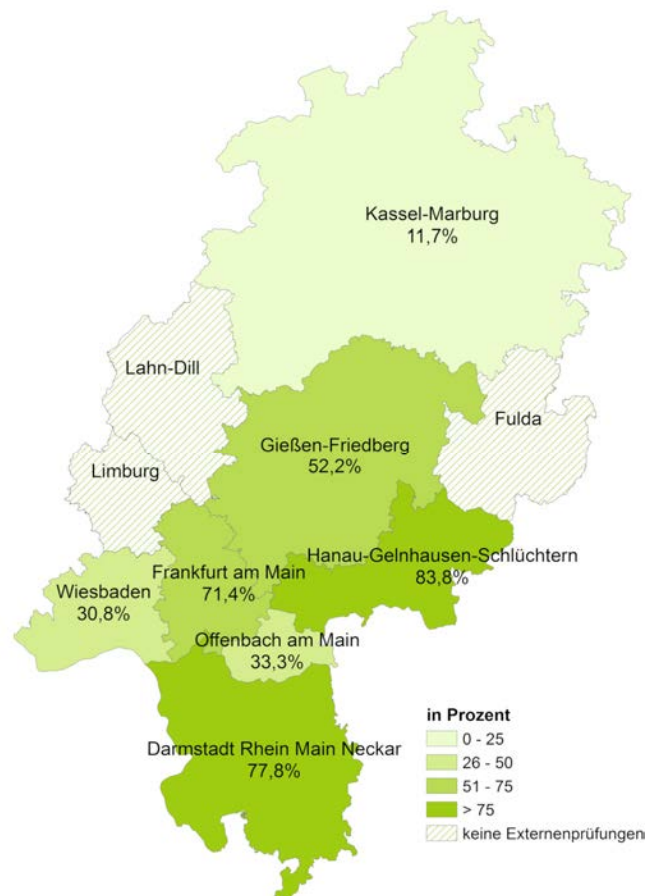 Kassel-Marburg
11,7%
Lahn-Dill
Fulda
Gießen-Friedberg
52,2%
Limburg
Hanau-Gelnhausen-Schlüchtern
83,8%
Frankfurt am Main
71,4%
Wiesbaden
30,8%
Offenbach am Main
33,3%
Darmstadt Rhein Main Neckar
77,8%
in Prozent
0 - 25
26 - 50
51 - 75
> 75
keine Externenprüfungen